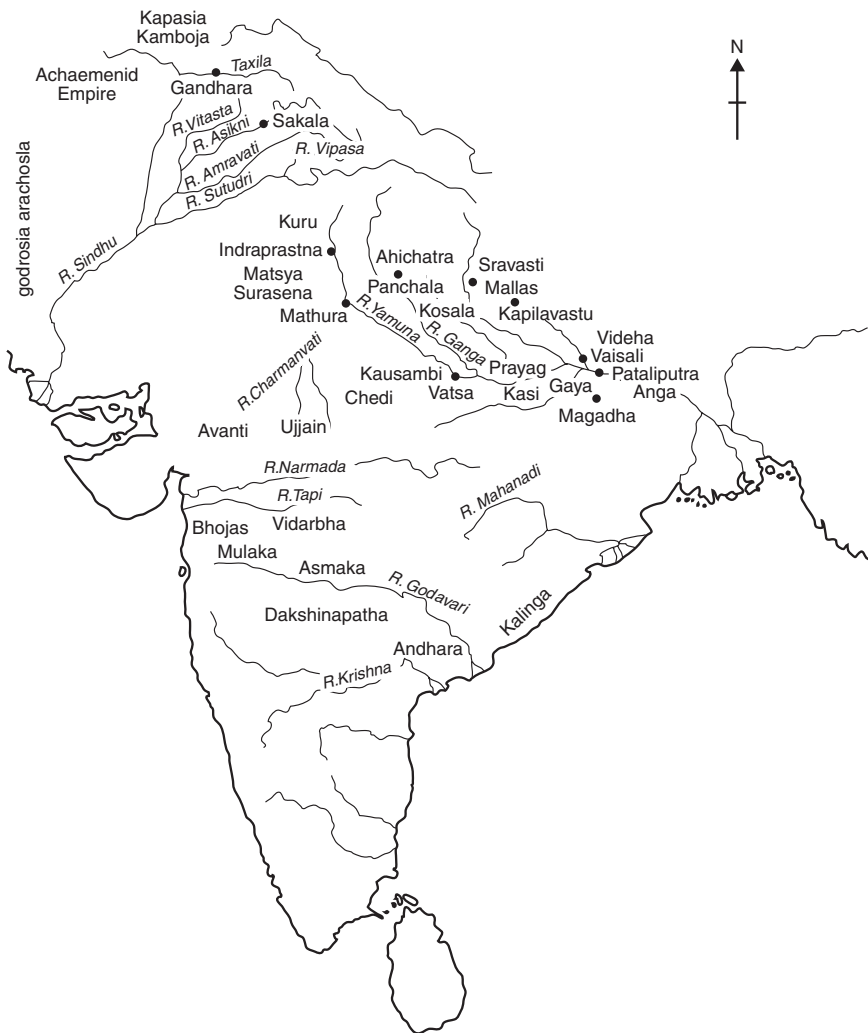 Kapasia
Kamboja
N
Achaemenid
Empire
Taxila
Gandhara
R.Vitasta
R. Asikni
Sakala
R. Vipasa
R. Amravati
R. Sutudri
godrosia arachosla
R. Sindhu
Kuru
Indraprastna
Matsya
Surasena
Mathura
Ahichatra
Panchala
Sravasti
Mallas
Kosala
Kapilavastu
R.Yamuna
R. Ganga
Videha
Vaisali
Prayag
Pataliputra
Kausambi
Vatsa
Kasi
Gaya
Anga
Magadha
R.Charmanvati
Chedi
Avanti
Ujjain
R.Narmada
R.Tapi
R. Mahanadi
Bhojas
Vidarbha
Mulaka
Asmaka
R. Godavari
Dakshinapatha
Kalinga
Andhara
R.Krishna